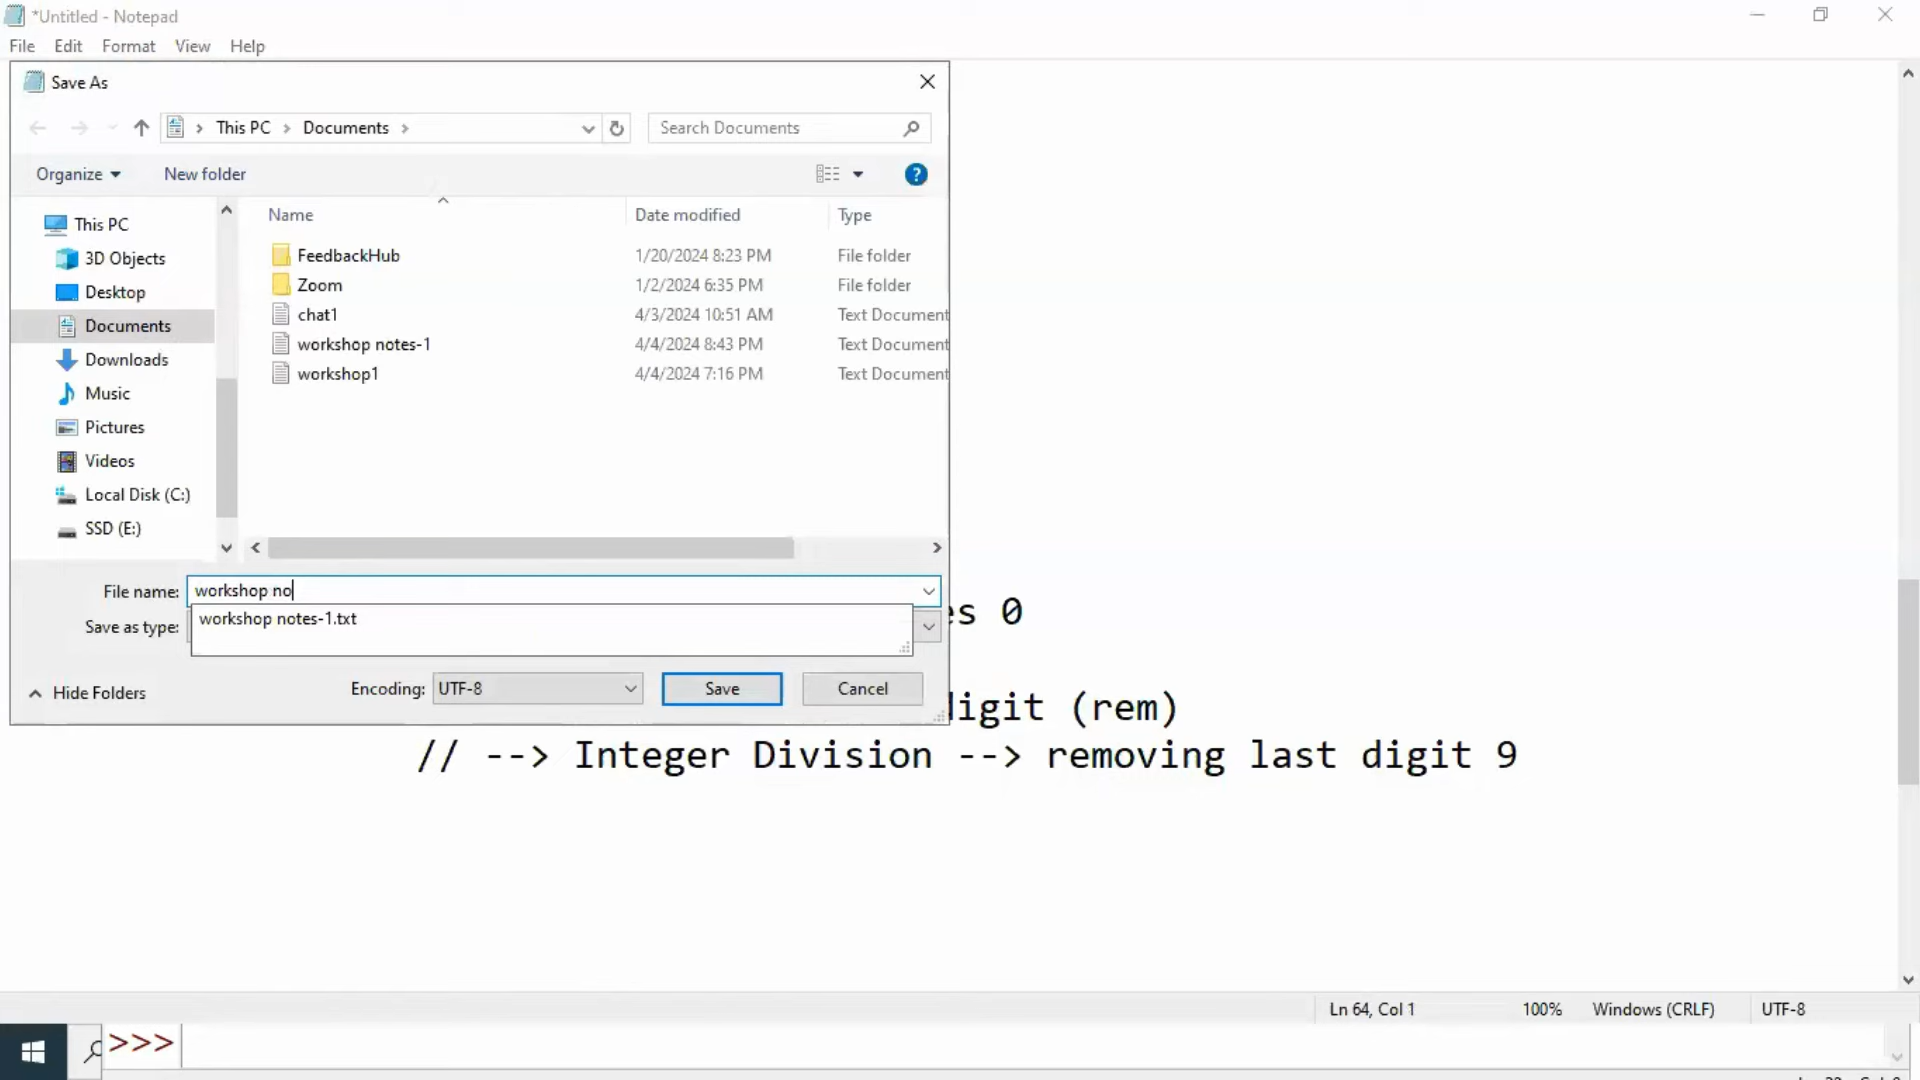 *Untitled - Notepad
File Edit Format View Help
Save As
This PC Documents Search Documents
Organize New folder
Name Date modified Type
This PC
3D Objects
Desktop
Documents
Downloads
Music
Pictures
Videos
Local Disk (C:)
SSD (E:)
FeedbackHub 1/20/2024 8:23 PM File folder
Zoom 1/2/2024 6:35 PM File folder
chat1 4/3/2024 10:51 AM Text Document
workshop notes-1 4/4/2024 8:43 PM Text Document
workshop1 4/4/2024 7:16 PM Text Document
File name: workshop no
workshop notes-1.txt
Save as type:
Hide Folders Encoding: UTF-8 Save Cancel
es 0
digit (rem)
// --> Integer Division --> removing last digit 9
Ln 64, Col 1 100% Windows (CRLF) UTF-8
>>>